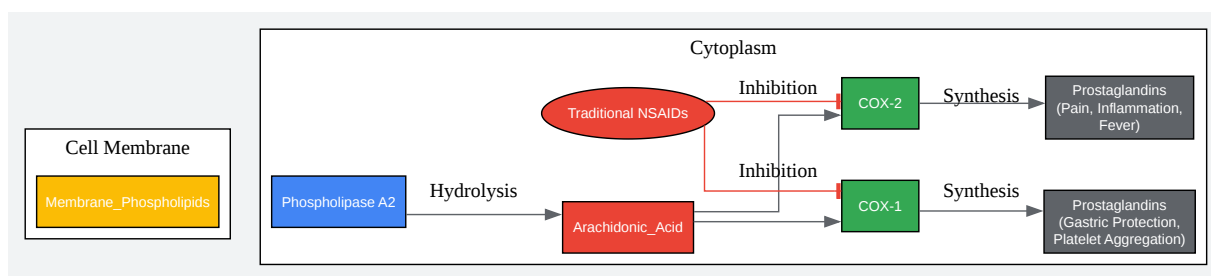 Cytoplasm
Cell Membrane
Membrane_Phospholipids
Phospholipase A2
Hydrolysis
Arachidonic_Acid
Traditional NSAIDs
Inhibition
COX-2
Synthesis
Prostaglandins
(Pain, Inflammation,
Fever)
Inhibition
COX-1
Synthesis
Prostaglandins
(Gastric Protection,
Platelet Aggregation)